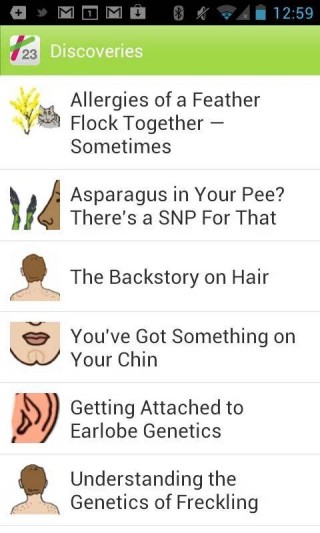 1
12:59
23
Discoveries
Allergies of a Feather
Flock Together —
Sometimes
Asparagus in Your Pee?
There's a SNP For That
The Backstory on Hair
You've Got Something on
Your Chin
Getting Attached to
Earlobe Genetics
Understanding the
Genetics of Freckling